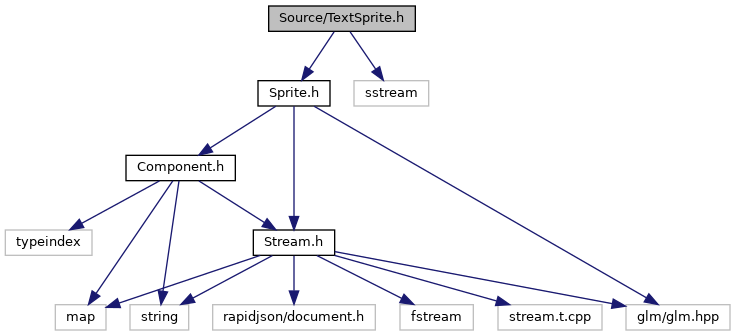 Source/TextSprite.h
Sprite.h
sstream
Component.h
typeindex
Stream.h
map
string
rapidjson/document.h
fstream
stream.t.cpp
glm/glm.hpp